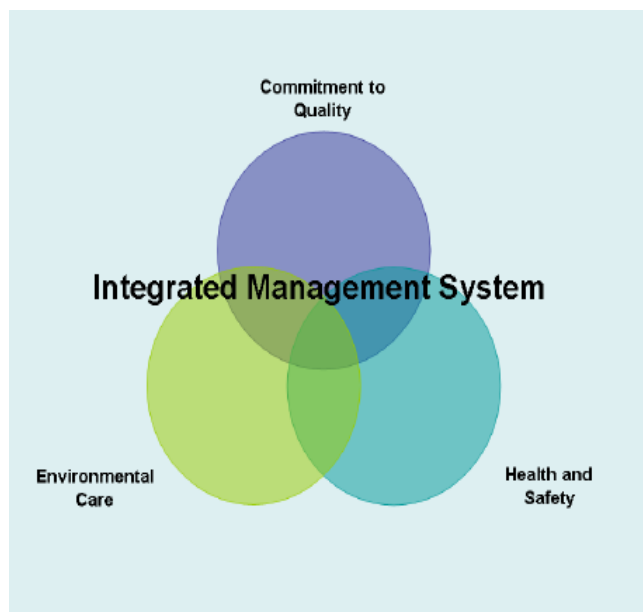 Commitment to
Quality
Integrated Management System
Environmental
Care
Health and
Safety